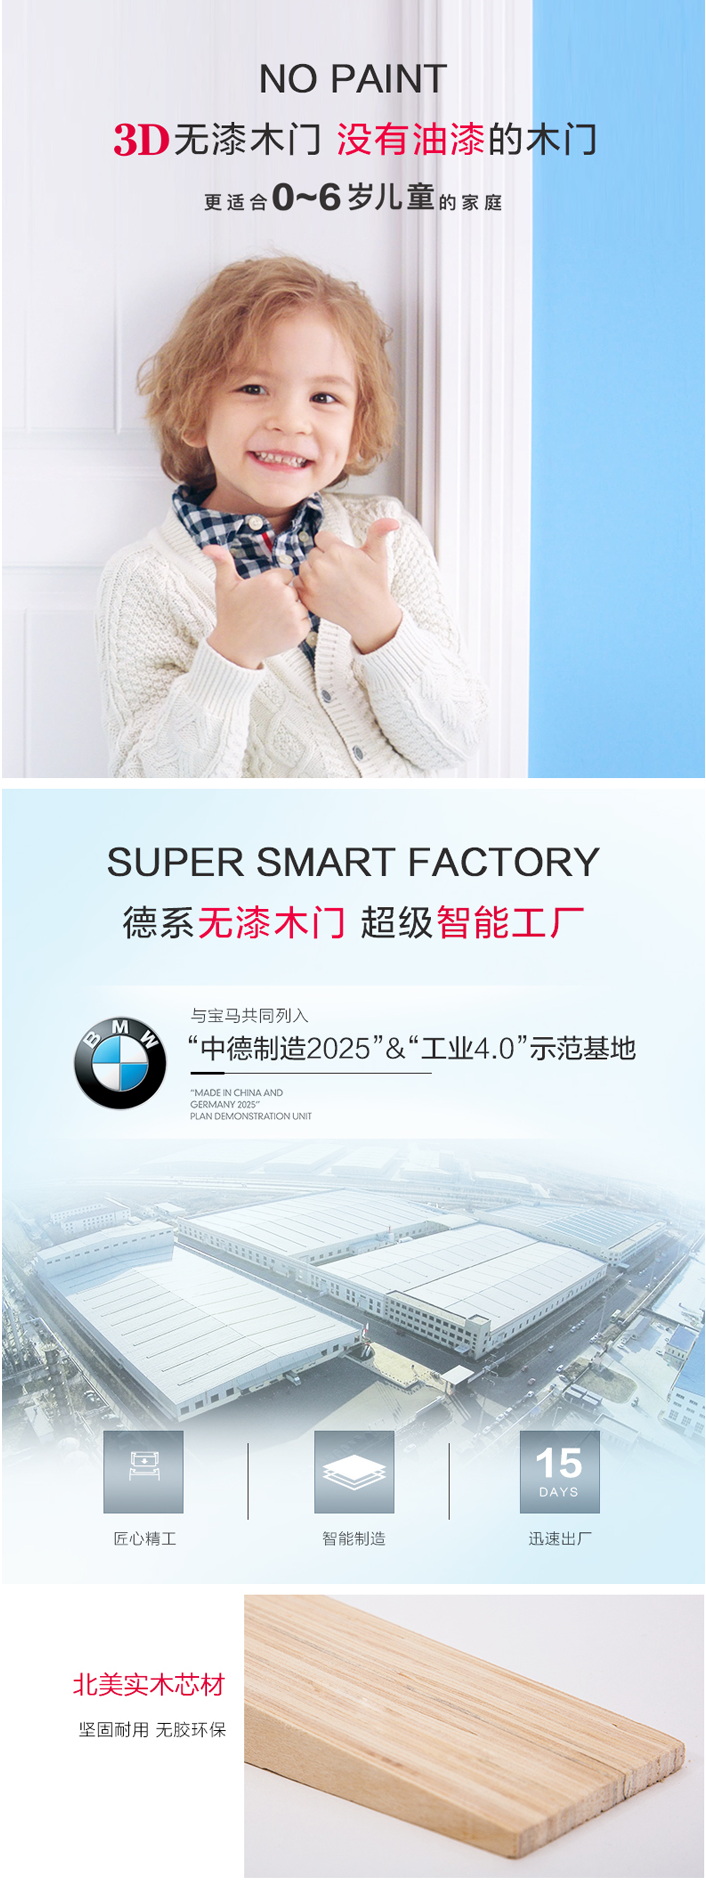 NO PAINT
3D无漆木门 没有油漆的木门
更适合0~6岁儿童的家庭
SUPER SMART FACTORY
德系无漆木门 超级智能工厂
BMW
与宝马共同列入
“中德制造2025”&“工业4.0”示范基地
“MADE IN CHINA AND
GERMANY 2025”
PLAN DEMONSTRATION UNIT
15
DAYS
匠心精工
智能制造
迅速出厂
北美实木芯材
坚固耐用 无胶环保